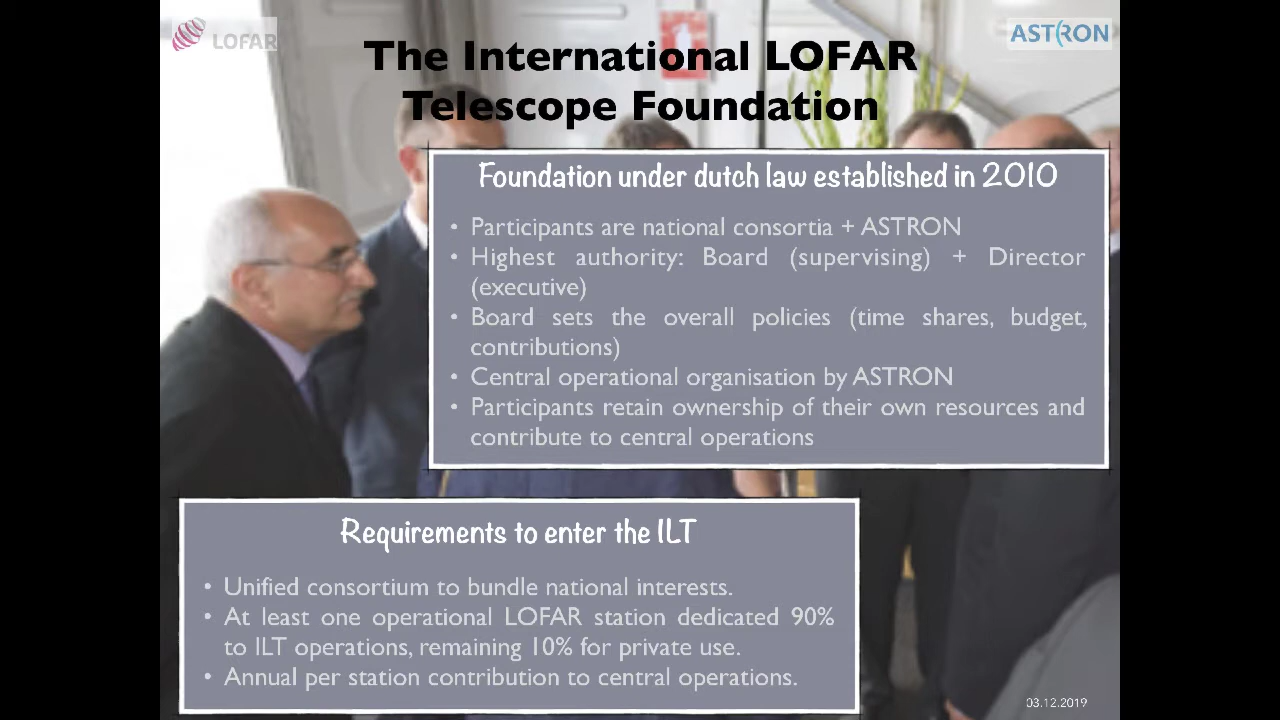 LOFAR
ASTRON
The International LOFAR
Telescope Foundation
Foundation under dutch law established in 2010
• Participants are national consortia + ASTRON
• Highest authority: Board (supervising) + Director
(executive)
• Board sets the overall policies (time shares, budget,
contributions)
• Central operational organisation by ASTRON
• Participants retain ownership of their own resources and
contribute to central operations
Requirements to enter the ILT
• Unified consortium to bundle national interests.
• At least one operational LOFAR station dedicated 90%
to ILT operations, remaining 10% for private use.
• Annual per station contribution to central operations.
03.12.2019